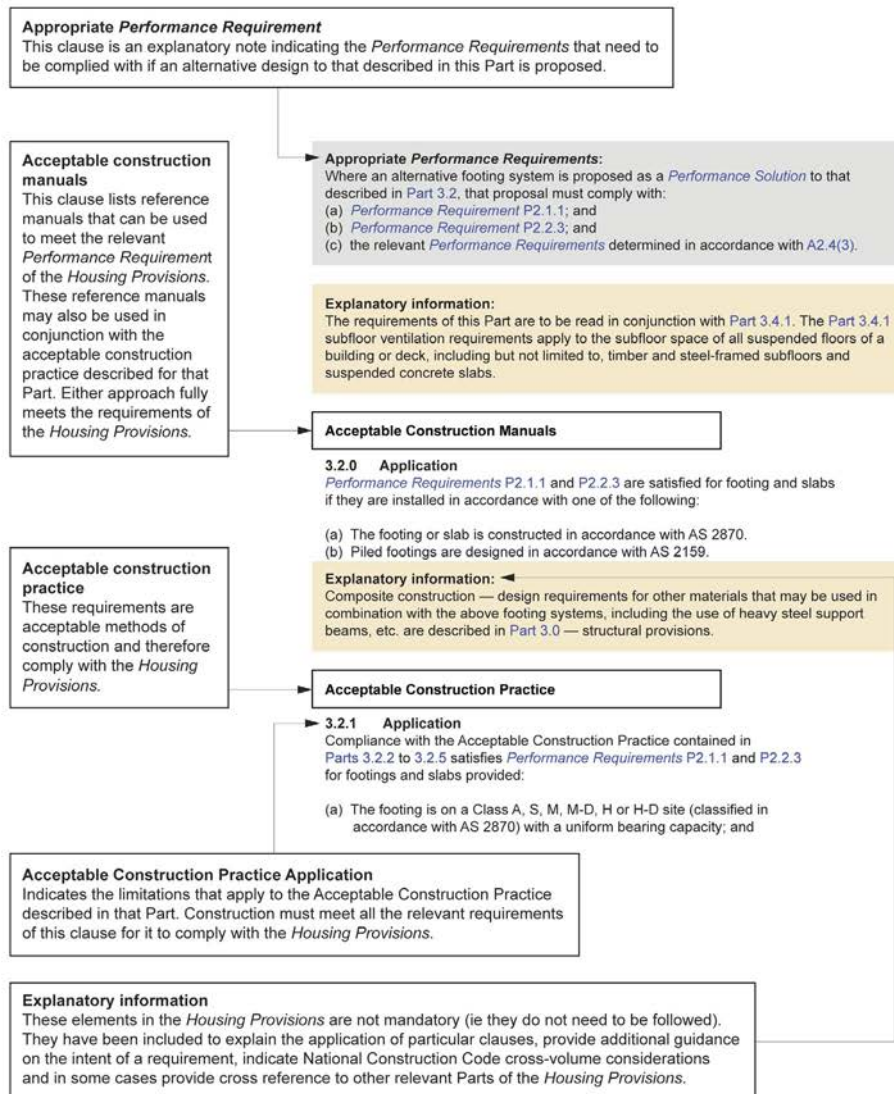 Appropriate Performance Requirement
This clause is an explanatory note indicating the Performance Requirements that need to
be complied with if an alternative design to that described in this Part is proposed.
Acceptable construction
manuals
This clause lists reference
manuals that can be used
to meet the relevant
Performance Requirement
of the Housing Provisions.
These reference manuals
may also be used in
conjunction with the
acceptable construction
practice described for that
Part. Either approach fully
meets the requirements of
the Housing Provisions.
Appropriate Performance Requirements:
Where an alternative footing system is proposed as a Performance Solution to that
described in Part 3.2, that proposal must comply with:
(a) Performance Requirement P2.1.1; and
(b) Performance Requirement P2.2.3; and
(c) the relevant Performance Requirements determined in accordance with A2.4(3).
Explanatory information:
The requirements of this Part are to be read in conjunction with Part 3.4.1. The Part 3.4.1
subfloor ventilation requirements apply to the subfloor space of all suspended floors of a
building or deck, including but not limited to, timber and steel-framed subfloors and
suspended concrete slabs.
Acceptable Construction Manuals
3.2.0 Application
Performance Requirements P2.1.1 and P2.2.3 are satisfied for footing and slabs
if they are installed in accordance with one of the following:
(a) The footing or slab is constructed in accordance with AS 2870.
(b) Piled footings are designed in accordance with AS 2159.
Acceptable construction
practice
These requirements are
acceptable methods of
construction and therefore
comply with the Housing
Provisions.
Explanatory information:
Composite construction — design requirements for other materials that may be used in
combination with the above footing systems, including the use of heavy steel support
beams, etc. are described in Part 3.0 — structural provisions.
Acceptable Construction Practice
3.2.1 Application
Compliance with the Acceptable Construction Practice contained in
Parts 3.2.2 to 3.2.5 satisfies Performance Requirements P2.1.1 and P2.2.3
for footings and slabs provided:
(a) The footing is on a Class A, S, M, M-D, H or H-D site (classified in
accordance with AS 2870) with a uniform bearing capacity; and
Acceptable Construction Practice Application
Indicates the limitations that apply to the Acceptable Construction Practice
described in that Part. Construction must meet all the relevant requirements
of this clause for it to comply with the Housing Provisions.
Explanatory information
These elements in the Housing Provisions are not mandatory (ie they do not need to be followed).
They have been included to explain the application of particular clauses, provide additional guidance
on the intent of a requirement, indicate National Construction Code cross-volume considerations
and in some cases provide cross reference to other relevant Parts of the Housing Provisions.